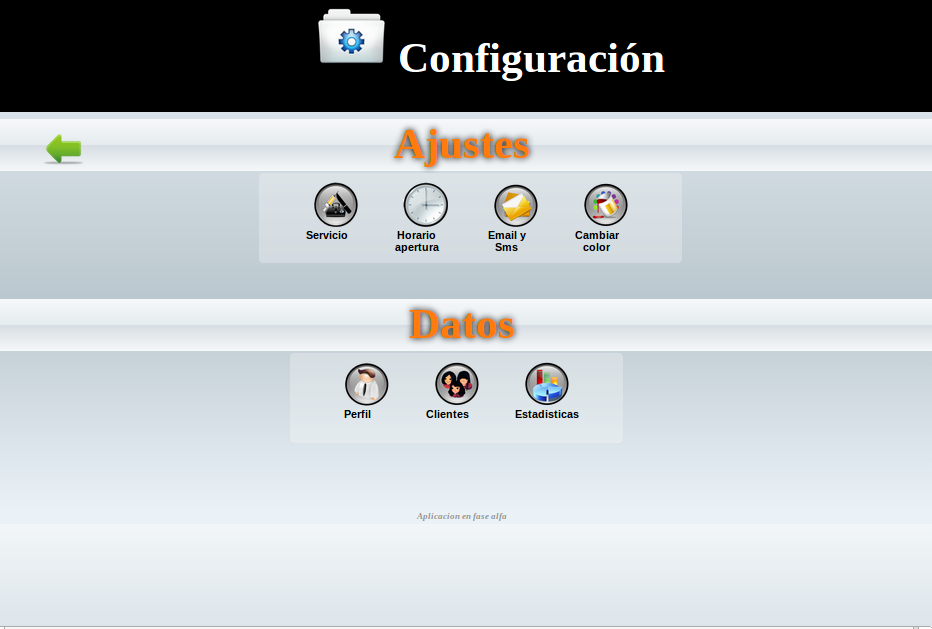 Configuración
Ajustes
Servicio
Horario
apertura
Email y
Sms
Cambiar
color
Datos
Perfil
Clientes
Estadisticas
Aplicacion en fase alfa